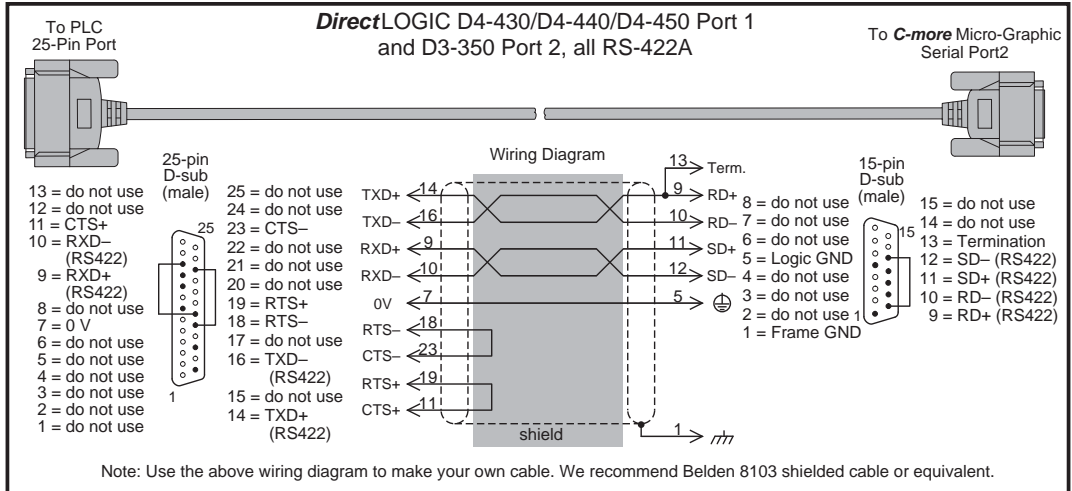 DirectLOGIC D4-430/D4-440/D4-450 Port 1
and D3-350 Port 2, all RS-422A
To PLC
25-Pin Port
To C-more Micro-Graphic
Serial Port2
25-pin
D-sub
(male)
13 = do not use
12 = do not use
11 = CTS+
10 = RXD–
(RS422)
9 = RXD+
(RS422)
8 = do not use
7 = 0 V
6 = do not use
5 = do not use
4 = do not use
3 = do not use
2 = do not use
1 = do not use
25
1
25 = do not use
24 = do not use
23 = CTS–
22 = do not use
21 = do not use
20 = do not use
19 = RTS+
18 = RTS–
17 = do not use
16 = TXD–
(RS422)
15 = do not use
14 = TXD+
(RS422)
Wiring Diagram
13 Term.
TXD+ 14 9 RD+
TXD– 16 10 RD–
RXD+ 9 11 SD+
RXD– 10 12 SD–
0V 7 5
RTS– 18
CTS– 23
RTS+ 19
CTS+ 11
shield
1
15-pin
D-sub
(male)
8 = do not use
7 = do not use
6 = do not use
5 = Logic GND
4 = do not use
3 = do not use
2 = do not use
1 = Frame GND
15
1
15 = do not use
14 = do not use
13 = Termination
12 = SD– (RS422)
11 = SD+ (RS422)
10 = RD– (RS422)
9 = RD+ (RS422)
Note: Use the above wiring diagram to make your own cable. We recommend Belden 8103 shielded cable or equivalent.